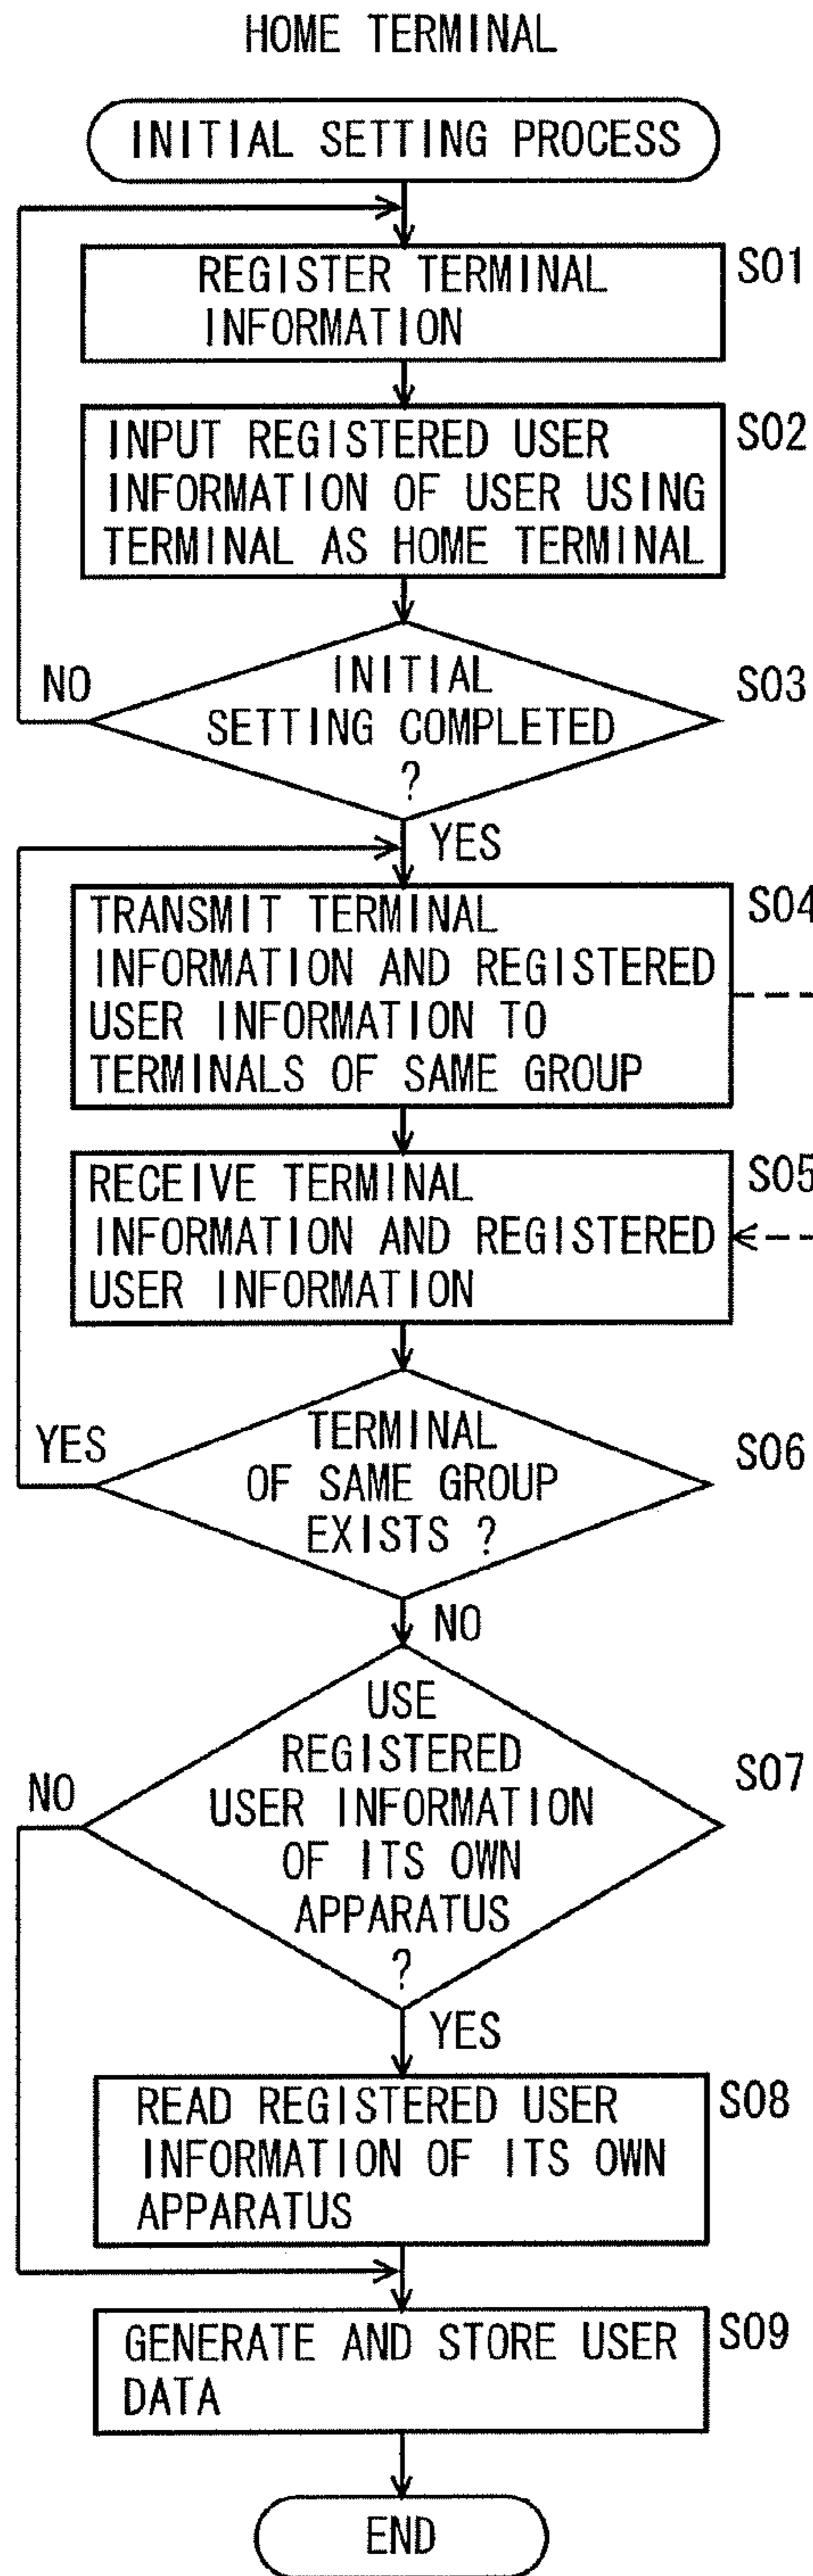 HOME TERMINAL
INITIAL SETTING PROCESS
REGISTER TERMINAL
INFORMATION
S01
INPUT REGISTERED USER
INFORMATION OF USER USING
TERMINAL AS HOME TERMINAL
S02
INITIAL
SETTING COMPLETED
?
S03
NO
YES
TRANSMIT TERMINAL
INFORMATION AND REGISTERED
USER INFORMATION TO
TERMINALS OF SAME GROUP
S04
RECEIVE TERMINAL
INFORMATION AND REGISTERED
USER INFORMATION
S05
TERMINAL
OF SAME GROUP
EXISTS ?
S06
YES
NO
USE
REGISTERED
USER INFORMATION
OF ITS OWN
APPARATUS
?
S07
NO
YES
READ REGISTERED USER
INFORMATION OF ITS OWN
APPARATUS
S08
GENERATE AND STORE USER
DATA
S09
END